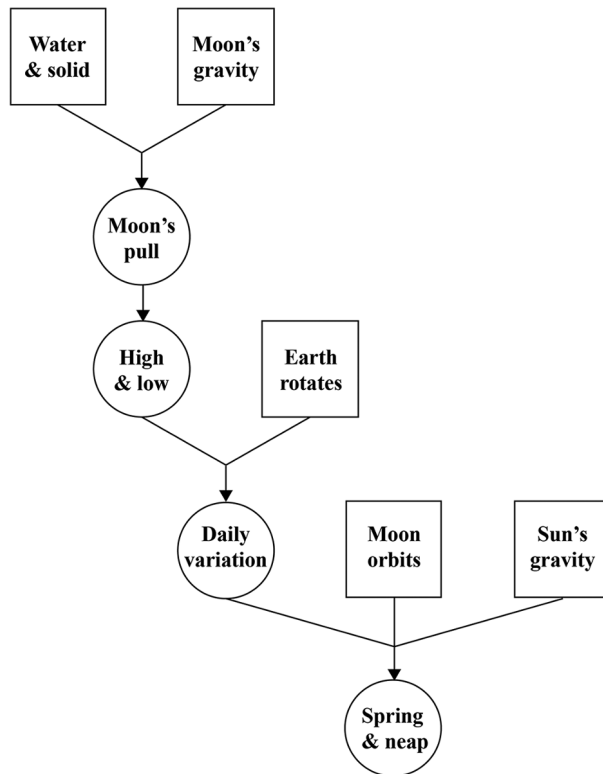 Water
& solid
Moon's
gravity
Moon's
pull
High
& low
Earth
rotates
Daily
variation
Moon
orbits
Sun's
gravity
Spring
& neap